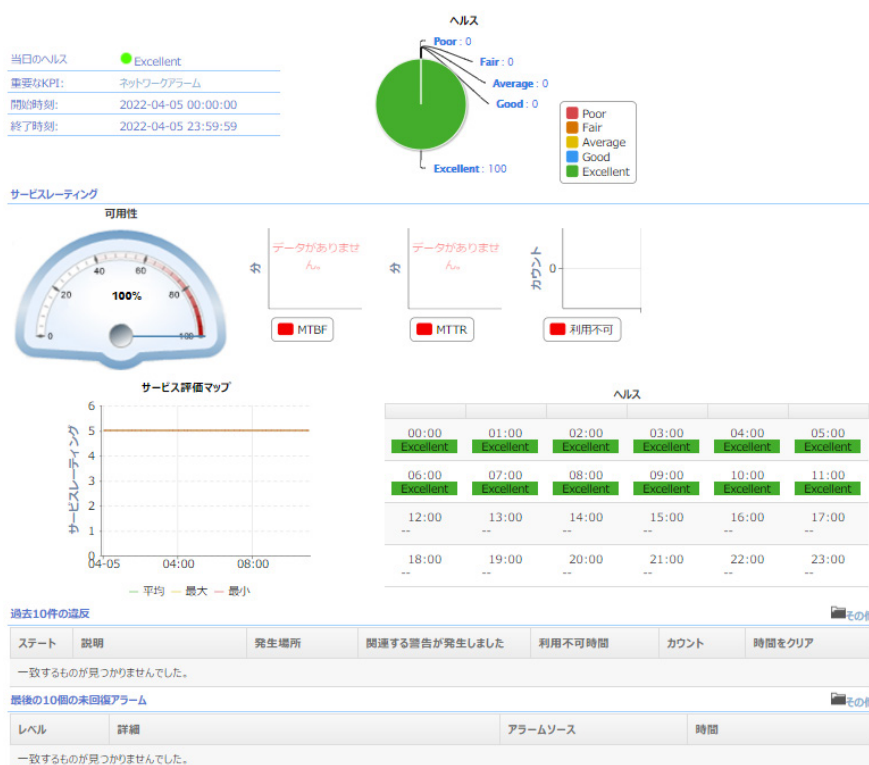 ヘルス
当日のヘルス Excellent
重要なKPI: ネットワークアラーム
開始時刻: 2022-04-05 00:00:00
終了時刻: 2022-04-05 23:59:59
Poor : 0
Fair : 0
Average : 0
Good : 0
Excellent : 100
Poor
Fair
Average
Good
Excellent
サービスレーティング
可用性
0 20 40 60 80 100
100%
分
データがありませ
ん。
MTBF
分
データがありませ
ん。
MTTR
カウント
0
利用不可
サービス評価マップ
サービスレーティング
6
5
4
3
2
1
0
04-05 04:00 08:00
平均 最大 最小
ヘルス
00:00 01:00 02:00 03:00 04:00 05:00
Excellent Excellent Excellent Excellent Excellent Excellent
06:00 07:00 08:00 09:00 10:00 11:00
Excellent Excellent Excellent Excellent Excellent Excellent
12:00 13:00 14:00 15:00 16:00 17:00
-- -- -- -- -- --
18:00 19:00 20:00 21:00 22:00 23:00
-- -- -- -- -- --
過去10件の違反 その他
ステート 説明 発生場所 関連する警告が発生しました 利用不可時間 カウント 時間をクリア
一致するものが見つかりませんでした。
最後の10個の未回復アラーム その他
レベル 詳細 アラームソース 時間
一致するものが見つかりませんでした。